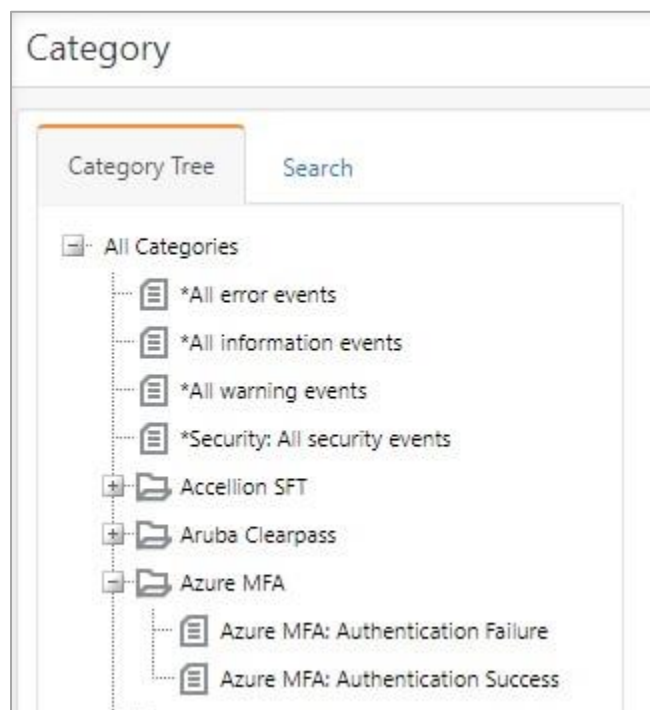 Category
Category Tree Search
All Categories
*All error events
*All information events
*All warning events
*Security: All security events
Accellion SFT
Aruba Clearpass
Azure MFA
Azure MFA: Authentication Failure
Azure MFA: Authentication Success